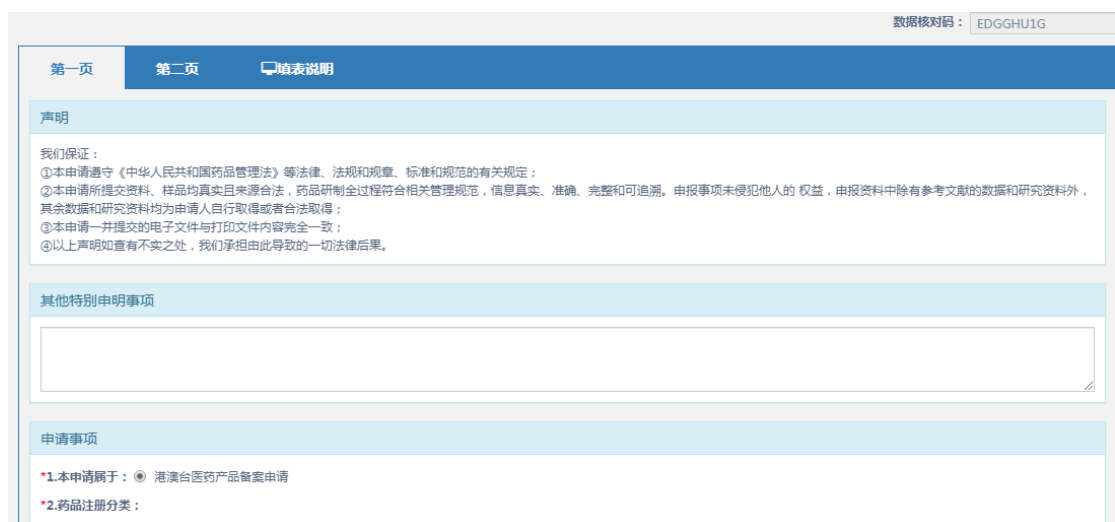 数据核对码： EDGGHU1G
第一页 第二页 填表说明
声明
我们保证：
①本申请遵守《中华人民共和国药品管理法》等法律、法规和规章、标准和规范的有关规定；
②本申请所提交资料、样品均真实且来源合法，药品研制全过程符合相关管理规范，信息真实、准确、完整和可追溯。申报事项未侵犯他人的 权益，申报资料中除有参考文献的数据和研究资料外，
其余数据和研究资料均为申请人自行取得或者合法取得；
③本申请一并提交的电子文件与打印文件内容完全一致；
④以上声明如查有不实之处，我们承担由此导致的一切法律后果。
其他特别申明事项
申请事项
*1.本申请属于： 港澳台医药产品备案申请
*2.药品注册分类：